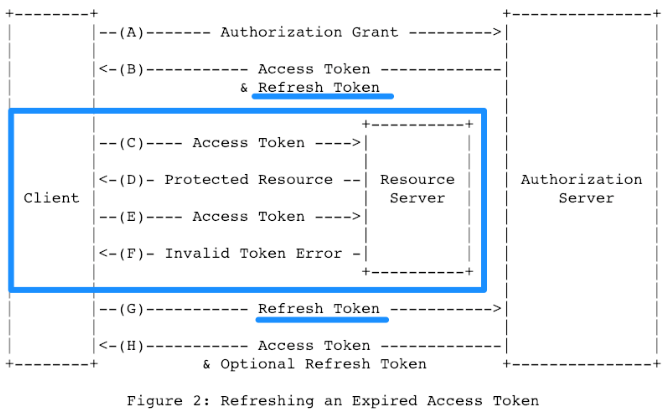 --(A)------- Authorization Grant --------->
<-(B)----------- Access Token -------------
& Refresh Token
--(C)---- Access Token ---->
<-(D)- Protected Resource --| Resource | Authorization
Client Server Server
--(E)---- Access Token ---->
<-(F)- Invalid Token Error -
--(G)----------- Refresh Token ----------->
<-(H)----------- Access Token -------------
& Optional Refresh Token
Figure 2: Refreshing an Expired Access Token